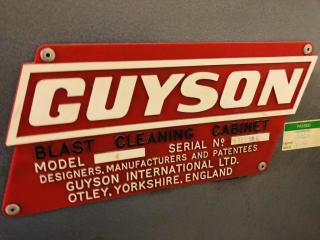 GUYSON
BLAST CLEANING CABINET
MODEL SERIAL Nº
DESIGNERS, MANUFACTURERS AND PATENTEES
GUYSON INTERNATIONAL LTD.
OTLEY, YORKSHIRE, ENGLAND